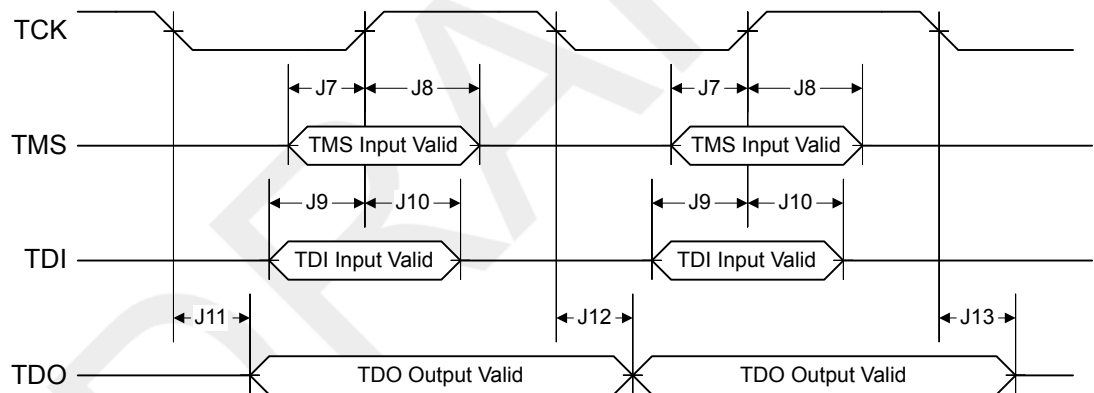 TCK
J7 J8 J7 J8
TMS TMS Input Valid TMS Input Valid
J9 J10 J9 J10
TDI TDI Input Valid TDI Input Valid
J11 J12 J13
TDO TDO Output Valid TDO Output Valid
DRA